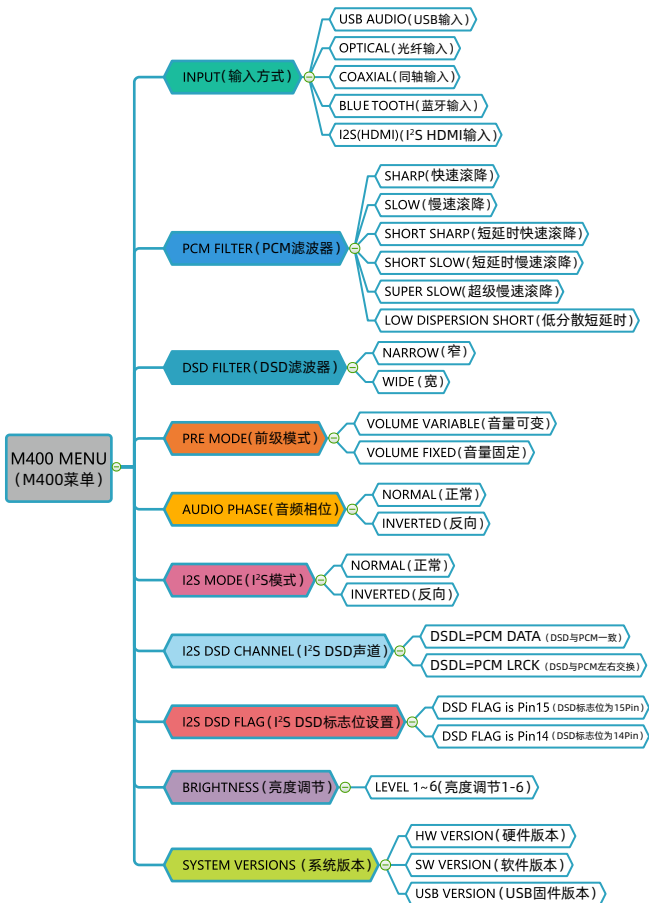 M400 MENU
(M400菜单)
INPUT(输入方式)
USB AUDIO(USB输入)
OPTICAL(光纤输入)
COAXIAL(同轴输入)
BLUE TOOTH(蓝牙输入)
I2S(HDMI)(I²S HDMI输入)
PCM FILTER(PCM滤波器)
SHARP(快速滚降)
SLOW(慢速滚降)
SHORT SHARP(短延时快速滚降)
SHORT SLOW(短延时慢速滚降)
SUPER SLOW(超级慢速滚降)
LOW DISPERSION SHORT(低分散短延时)
DSD FILTER(DSD滤波器)
NARROW(窄)
WIDE(宽)
PRE MODE(前级模式)
VOLUME VARIABLE(音量可变)
VOLUME FIXED(音量固定)
AUDIO PHASE(音频相位)
NORMAL(正常)
INVERTED(反向)
I2S MODE(I²S模式)
NORMAL(正常)
INVERTED(反向)
I2S DSD CHANNEL(I²S DSD声道)
DSDL=PCM DATA (DSD与PCM一致)
DSDL=PCM LRCK (DSD与PCM左右交换)
I2S DSD FLAG(I²S DSD标志位设置)
DSD FLAG is Pin15 (DSD标志位为15Pin)
DSD FLAG is Pin14 (DSD标志位为14Pin)
BRIGHTNESS(亮度调节)
LEVEL 1~6(亮度调节1-6)
SYSTEM VERSIONS (系统版本)
HW VERSION(硬件版本)
SW VERSION(软件版本)
USB VERSION(USB固件版本)